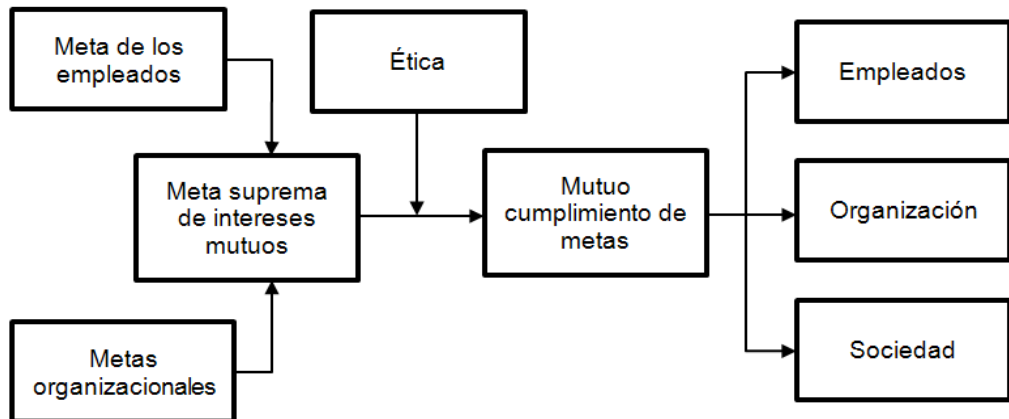 Meta de los
empleados
Ética
Empleados
Meta suprema
de intereses
mutuos
Mutuo
cumplimiento de
metas
Organización
Metas
organizacionales
Sociedad